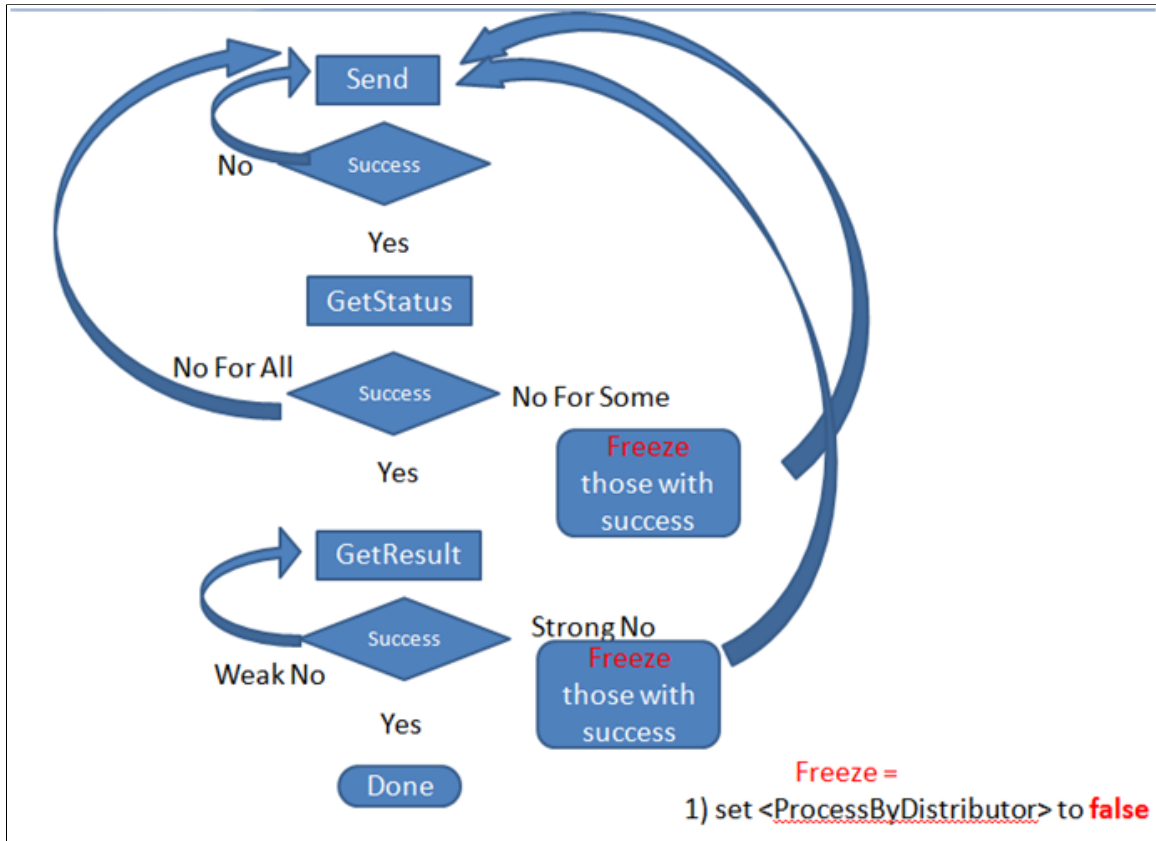 Send
Success
No
Yes
GetStatus
No For All
Success
No For Some
Yes
Freeze
those with
success
GetResult
Success
Strong No
Weak No
Freeze
those with
success
Yes
Done
Freeze =
1) set <ProcessByDistributor> to false